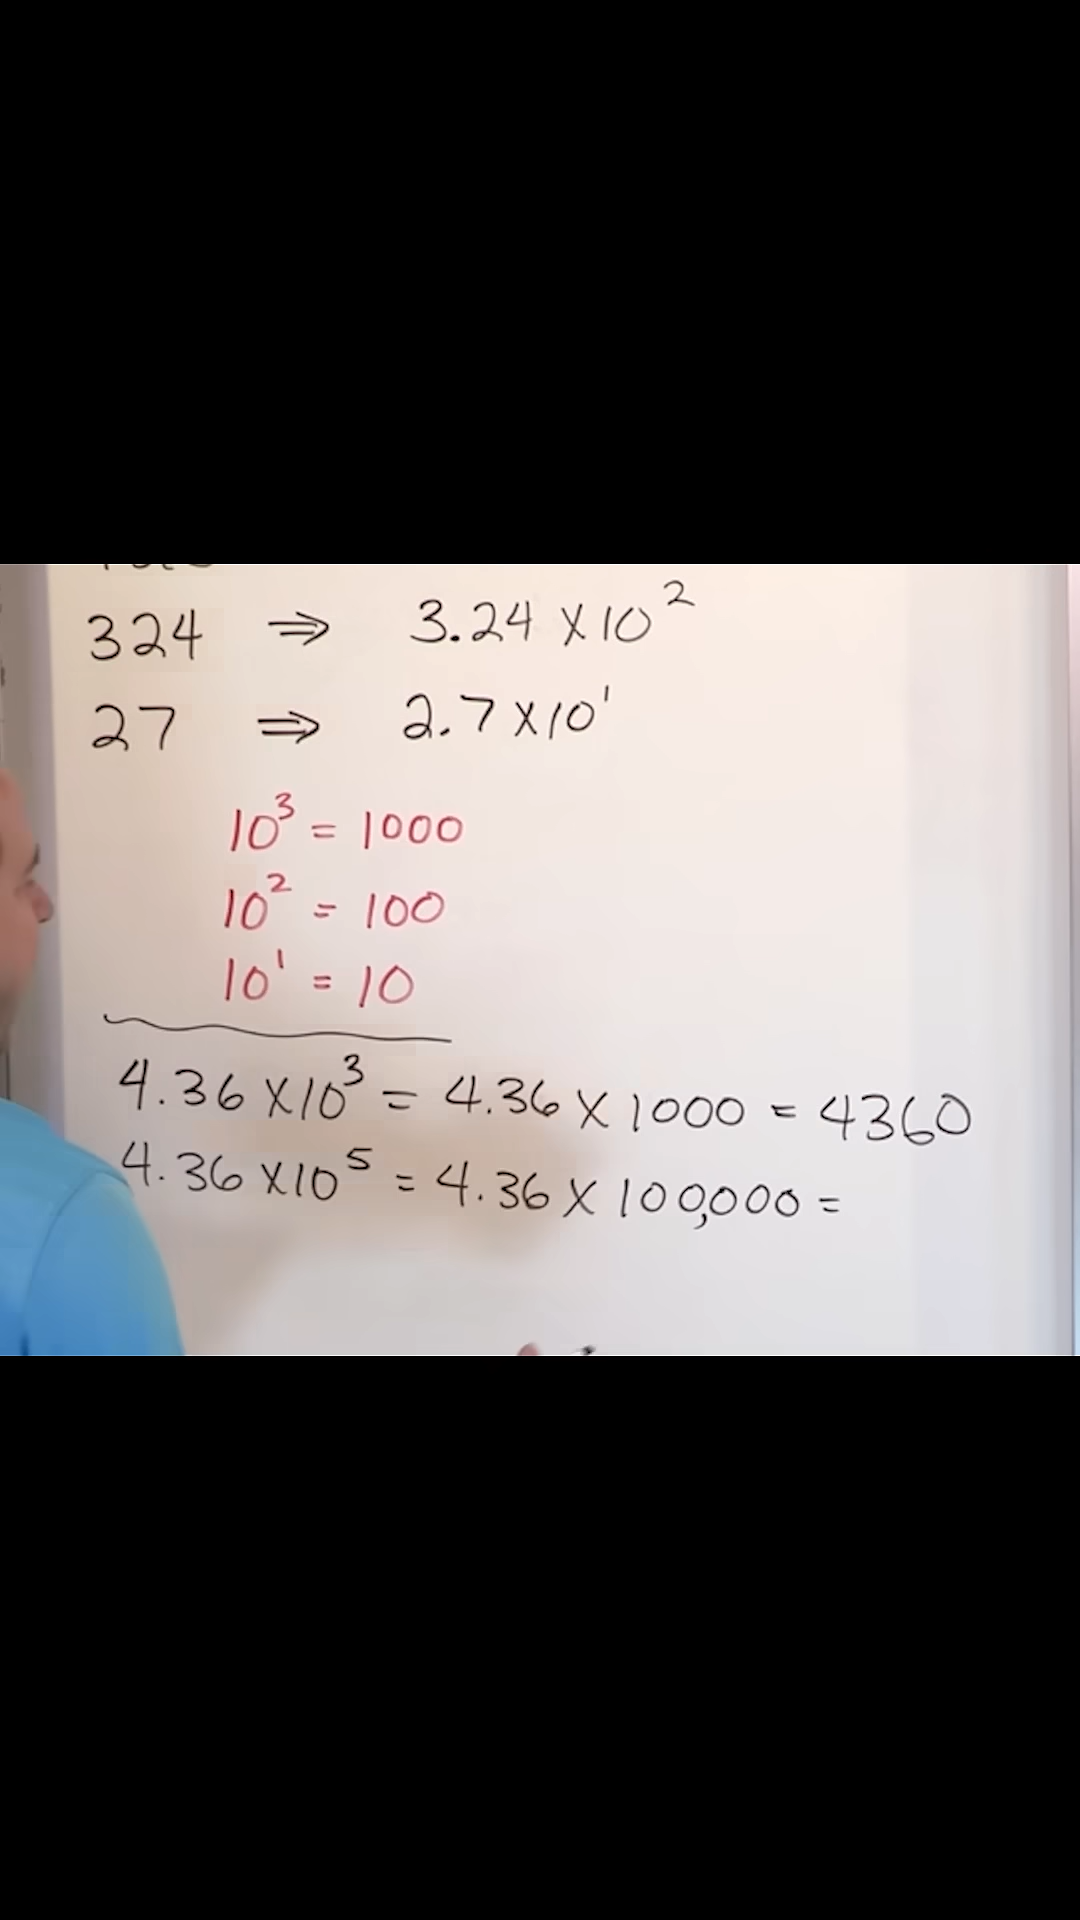 324 ⇒ 3.24 X 10²
27 ⇒ 2.7 X 10¹
10³ = 1000
10² = 100
10¹ = 10
4.36 X 10³ = 4.36 X 1000 = 4360
4.36 X 10⁵ = 4.36 X 100,000 =